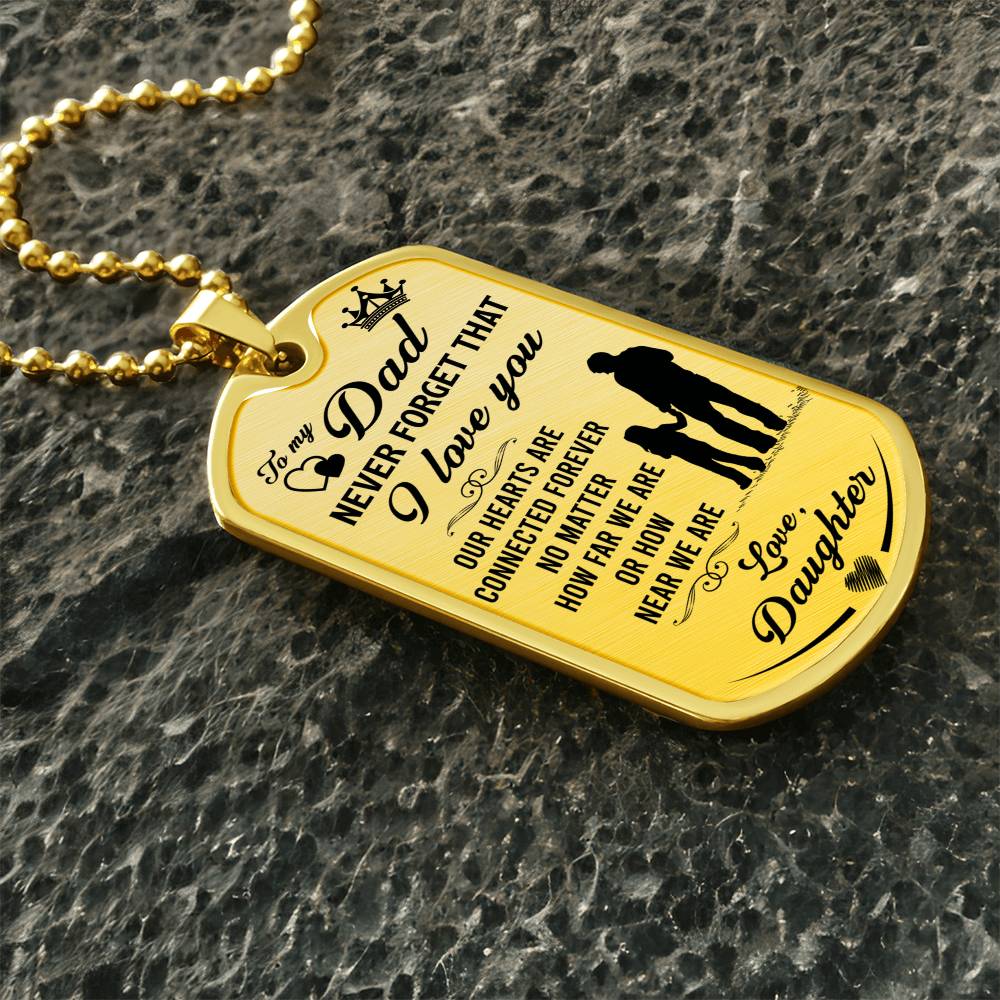 To my
Dad
NEVER FORGET THAT
I love you
OUR HEARTS ARE
CONNECTED FOREVER
NO MATTER
HOW FAR WE ARE
OR HOW
NEAR WE ARE
Love,
Daughter